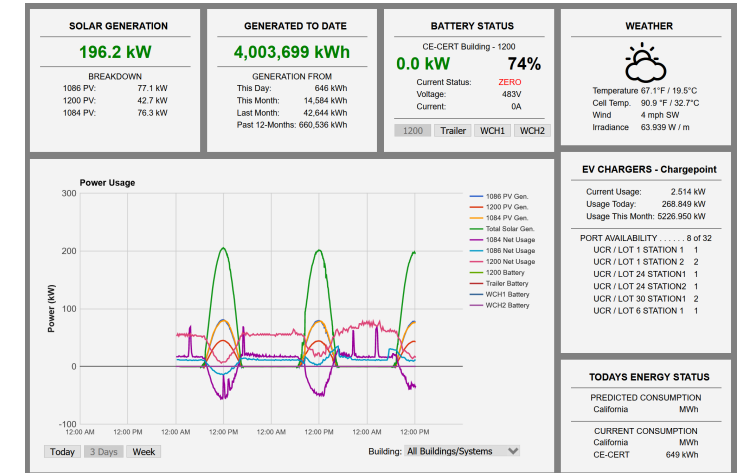 SOLAR GENERATION
196.2 kW
BREAKDOWN
1086 PV: 77.1 kW
1200 PV: 42.7 kW
1084 PV: 76.3 kW
GENERATED TO DATE
4,003,699 kWh
GENERATION FROM
This Day: 646 kWh
This Month: 14,584 kWh
Last Month: 42,644 kWh
Past 12-Months: 660,536 kWh
BATTERY STATUS
CE-CERT Building - 1200
0.0 kW 74%
Current Status: ZERO
Voltage: 483V
Current: 0A
1200 Trailer WCH1 WCH2
WEATHER
Temperature 67.1°F / 19.5°C
Cell Temp. 90.9 °F / 32.7°C
Wind 4 mph SW
Irradiance 63.939 W / m
Power Usage
Power (kW)
300
200
100
0
-100
12:00 AM 12:00 PM 12:00 AM 12:00 PM 12:00 AM 12:00 PM 12:00 AM 12:00 PM
1086 PV Gen.
1200 PV Gen.
1084 PV Gen.
Total Solar Gen.
1084 Net Usage
1086 Net Usage
1200 Net Usage
1200 Battery
Trailer Battery
WCH1 Battery
WCH2 Battery
Today 3 Days Week
Building: All Buildings/Systems
EV CHARGERS - Chargepoint
Current Usage: 2.514 kW
Usage Today: 268.849 kW
Usage This Month: 5226.950 kW
PORT AVAILABILITY . . . . . . 8 of 32
UCR / LOT 1 STATION 1 1
UCR / LOT 1 STATION 2 2
UCR / LOT 24 STATION1 1
UCR / LOT 24 STATION2 1
UCR / LOT 30 STATION1 2
UCR / LOT 6 STATION 1 1
TODAYS ENERGY STATUS
PREDICTED CONSUMPTION
California MWh
CURRENT CONSUMPTION
California MWh
CE-CERT 649 kWh